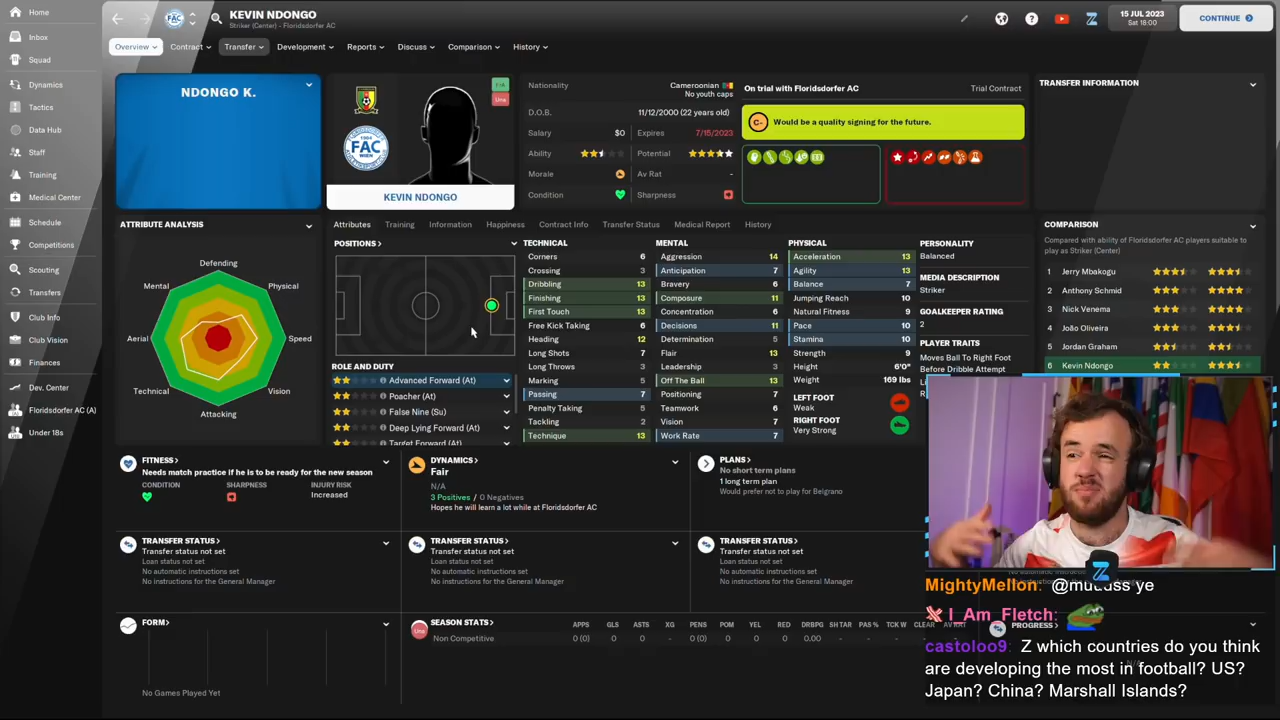 Home
Inbox
Squad
Dynamics
Tactics
Data Hub
Staff
Training
Medical Center
Schedule
Competitions
Scouting
Transfers
Club Info
Club Vision
Finances
Dev. Center
Floridsdorfer AC (A)
Under 18s
FAC
KEVIN NDONGO
Striker (Center) - Floridsdorfer AC
15 JUL 2023
Sat 18:00
CONTINUE
Overview
Contract
Transfer
Development
Reports
Discuss
Comparison
History
NDONGO K.
FAC
WIEN
KEVIN NDONGO
Una
Nationality Cameroonian
No youth caps
D.O.B. 11/12/2000 (22 years old)
Salary $0 Expires 7/15/2023
Ability Potential
Morale Av Rat -
Condition Sharpness
On trial with Floridsdorfer AC Trial Contract
C- Would be a quality signing for the future.
TRANSFER INFORMATION
ATTRIBUTE ANALYSIS
Defending
Mental Physical
Aerial Speed
Technical Vision
Attacking
Attributes Training Information Happiness Contract Info Transfer Status Medical Report History
POSITIONS>
ROLE AND DUTY
Advanced Forward (At)
Poacher (At)
False Nine (Su)
Deep Lying Forward (At)
Target Forward (At)
TECHNICAL
Corners 6
Crossing 3
Dribbling 13
Finishing 13
First Touch 13
Free Kick Taking 6
Heading 12
Long Shots 7
Long Throws 3
Marking 5
Passing 7
Penalty Taking 5
Tackling 2
Technique 13
MENTAL
Aggression 14
Anticipation 7
Bravery 6
Composure 11
Concentration 6
Decisions 11
Determination 5
Flair 13
Leadership 3
Off The Ball 13
Positioning 7
Teamwork 6
Vision 7
Work Rate 7
PHYSICAL
Acceleration 13
Agility 13
Balance 7
Jumping Reach 10
Natural Fitness 9
Pace 10
Stamina 10
Strength 9
Height 6'0"
Weight 169 lbs
LEFT FOOT
Weak
RIGHT FOOT
Very Strong
PERSONALITY
Balanced
MEDIA DESCRIPTION
Striker
GOALKEEPER RATING
2
PLAYER TRAITS
Moves Ball To Right Foot
Before Dribble Attempt
COMPARISON
Compared with ability of Floridsdorfer AC players suitable to
play as Striker (Center)
1 Jerry Mbakogu
2 Anthony Schmid
3 Nick Venema
4 João Oliveira
5 Jordan Graham
6 Kevin Ndongo
FITNESS>
Needs match practice if he is to be ready for the new season
CONDITION SHARPNESS INJURY RISK
Increased
DYNAMICS>
Fair
N/A
3 Positives / 0 Negatives
Hopes he will learn a lot while at Floridsdorfer AC
PLANS>
No short term plans
1 long term plan
Would prefer not to play for Belgrano
TRANSFER STATUS>
Transfer status not set
Loan status not set
No automatic instructions set
No instructions for the General Manager
TRANSFER STATUS>
Transfer status not set
Loan status not set
No automatic instructions set
No instructions for the General Manager
TRANSFER STATUS>
Transfer status not set
Loan status not set
No automatic instructions set
No instructions for the General Manager
FORM>
No Games Played Yet
Una
SEASON STATS>
APPS GLS ASTS XG PENS POM YEL RED DRBPG SH TAR PAS % TCK W CLEAR
Non Competitive 0 (0) 0 0 - 0 (0) 0 0 0 0.00 - - - -
PROGRESS>
MightyMellon: @muudss ye
I_Am_Fletch:
castoloo9: Z which countries do you think
are developing the most in football? US?
Japan? China? Marshall Islands?